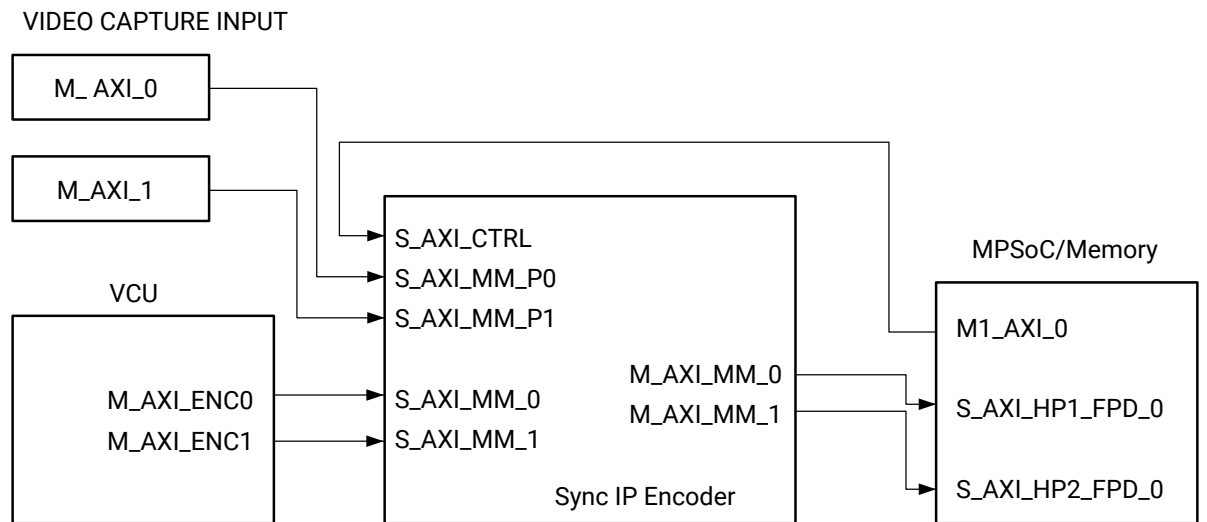 VIDEO CAPTURE INPUT
M_ AXI_0
M_AXI_1
VCU
M_AXI_ENC0
M_AXI_ENC1
S_AXI_CTRL
S_AXI_MM_P0
S_AXI_MM_P1
S_AXI_MM_0
S_AXI_MM_1
M_AXI_MM_0
M_AXI_MM_1
Sync IP Encoder
MPSoC/Memory
M1_AXI_0
S_AXI_HP1_FPD_0
S_AXI_HP2_FPD_0